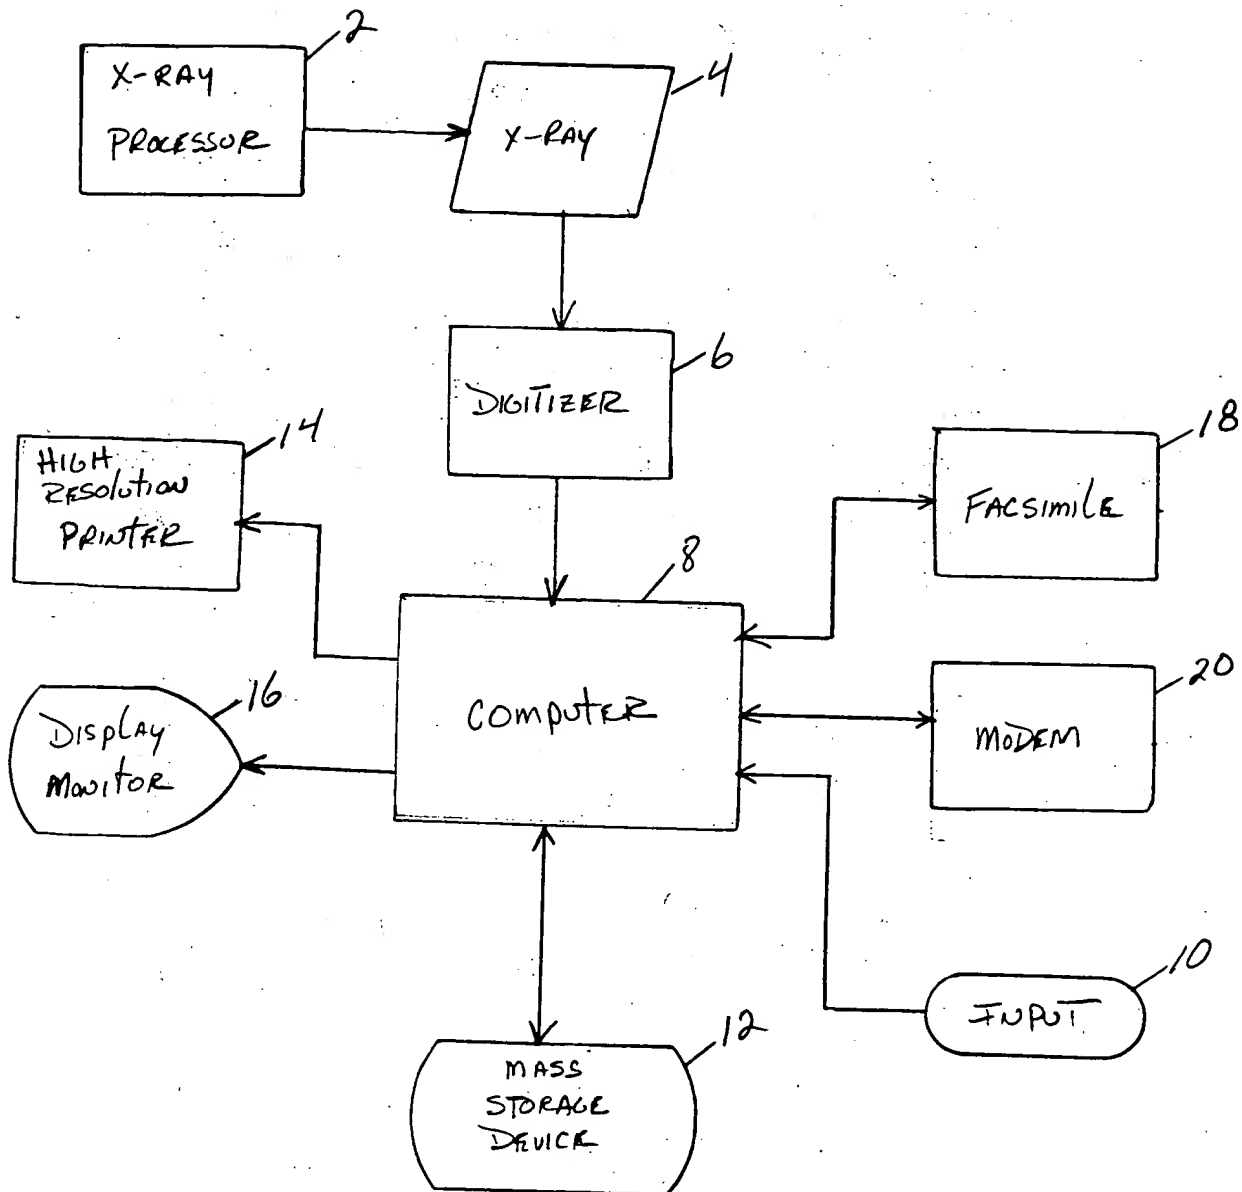 2
X-RAY
PROCESSOR
4
X-RAY
6
DIGITIZER
14
HIGH
RESOLUTION
PRINTER
18
FACSIMILE
8
COMPUTER
16
DISPLAY
MONITOR
20
MODEM
10
INPUT
12
MASS
STORAGE
DEVICE